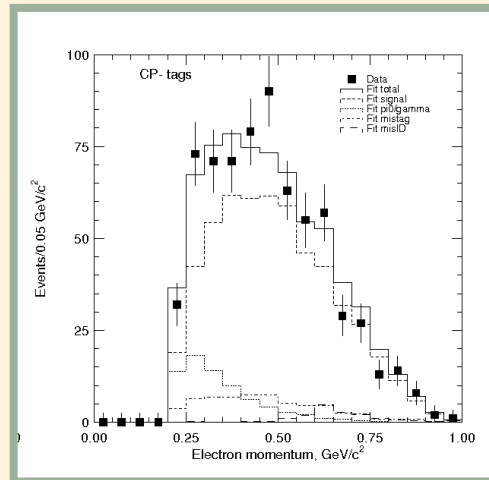 CP- tags
Data
Fit total
Fit signal
Fit pi0/gamma
Fit mistag
Fit misID
100
75
50
25
0
Events/0.05 GeV/c²
0.00 0.25 0.50 0.75 1.00
Electron momentum, GeV/c²